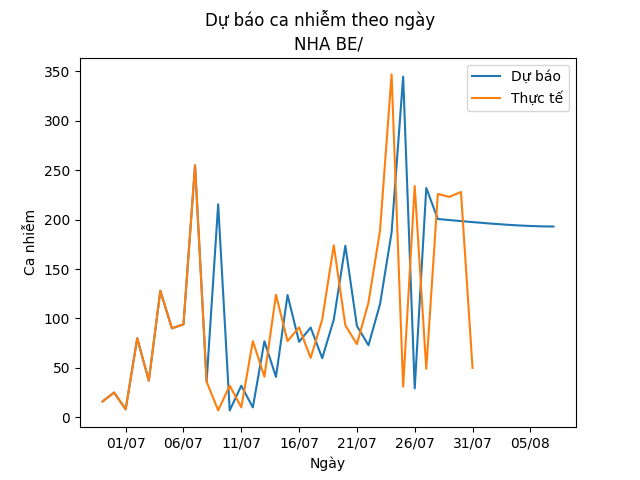 Dự báo ca nhiễm theo ngày
NHA BE/
Dự báo
Thực tế
350
300
250
200
150
100
50
0
Ca nhiễm
01/07 06/07 11/07 16/07 21/07 26/07 31/07 05/08
Ngày